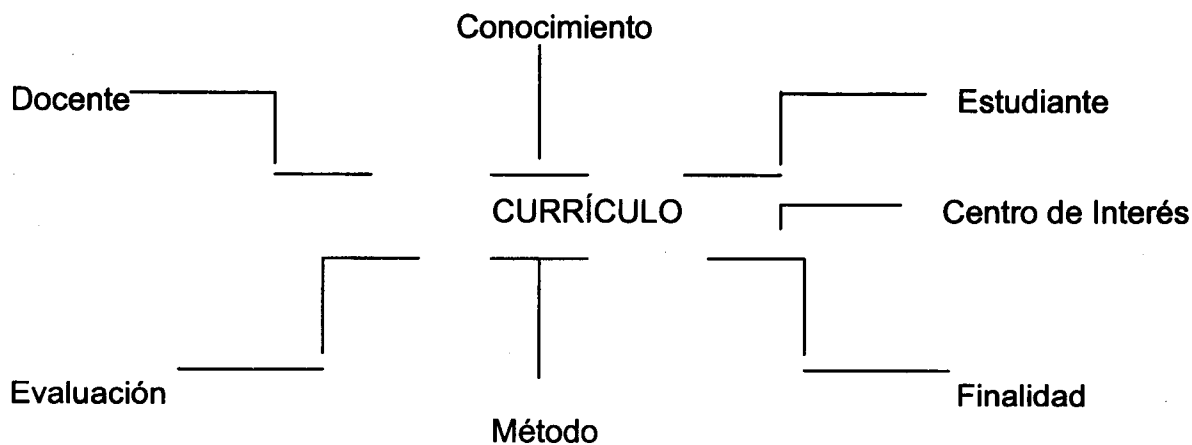 Conocimiento
Docente
Estudiante
CURRÍCULO
Centro de Interés
Evaluación
Finalidad
Método